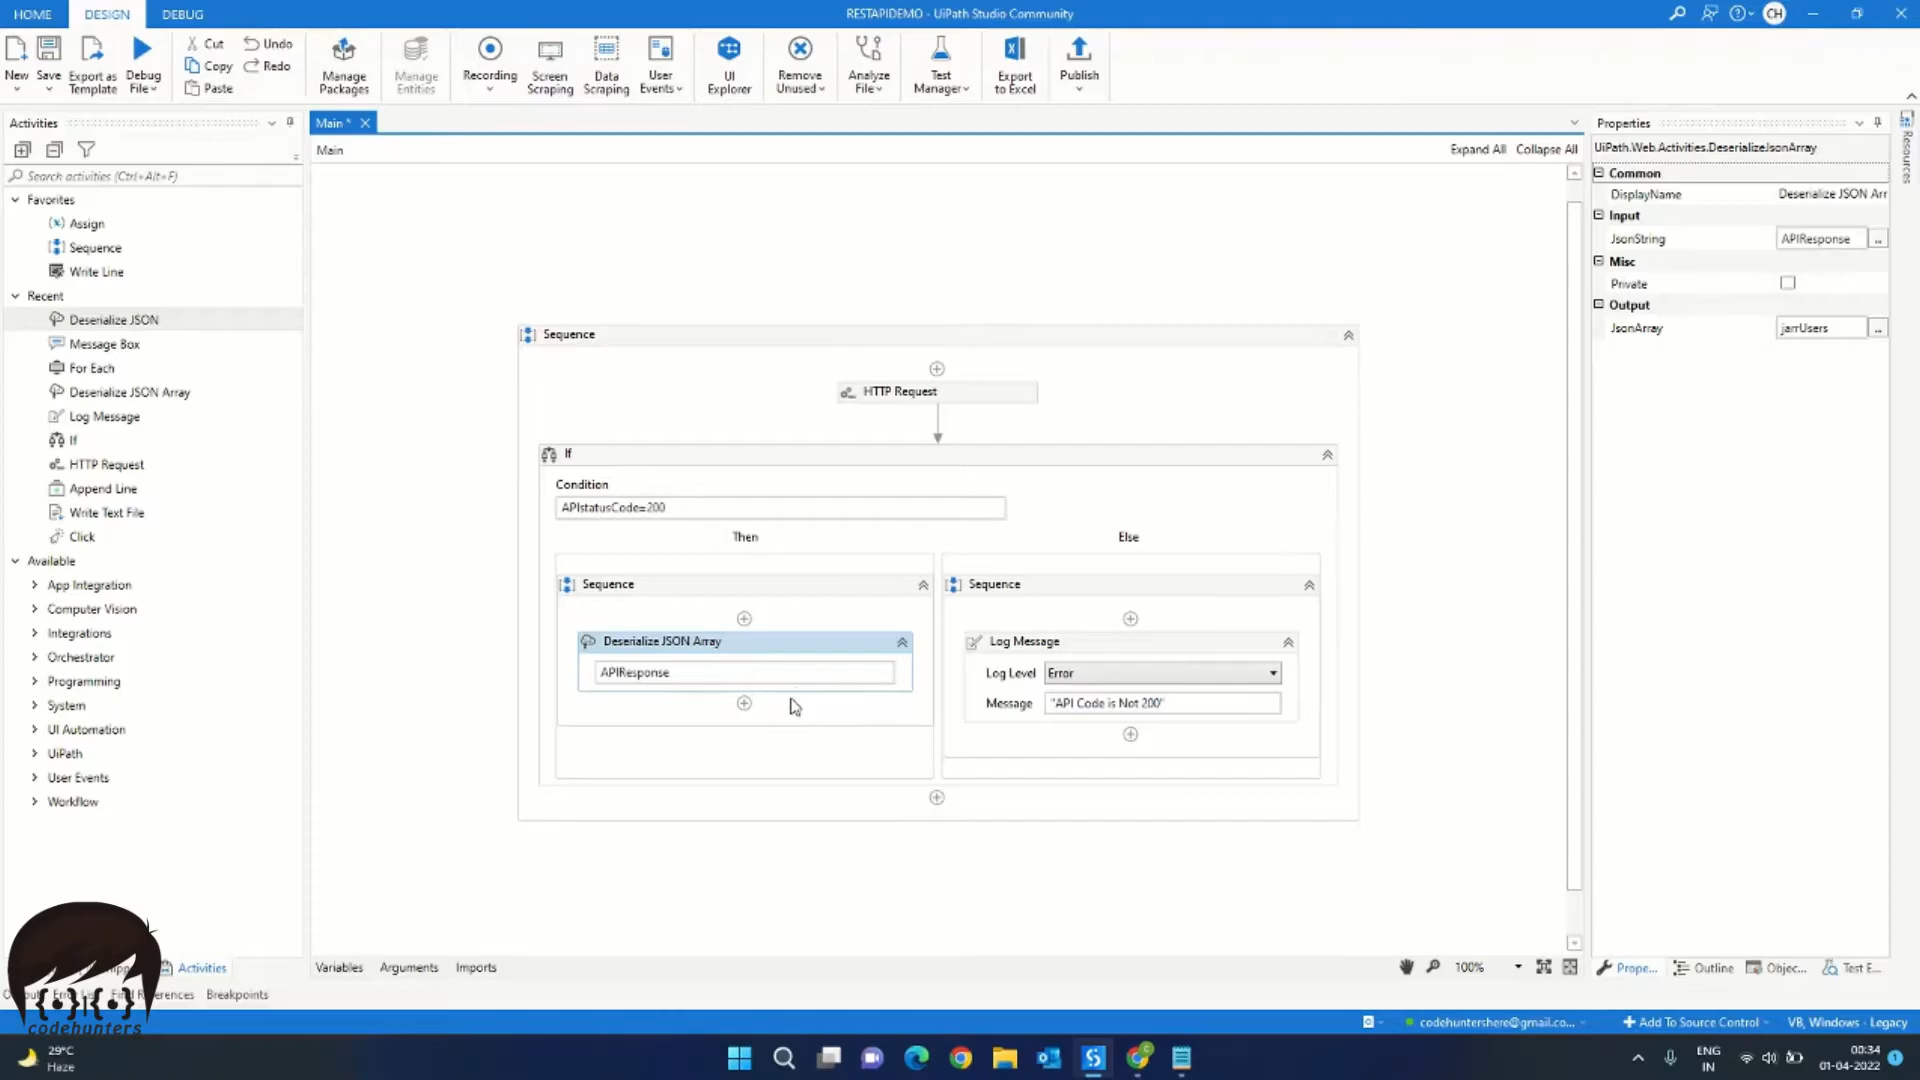 HOME
DESIGN
DEBUG
RESTAPIDEMO - UiPath Studio Community
CH
New
Save
Export as Template
Debug File
Cut
Copy
Paste
Undo
Redo
Manage Packages
Manage Entities
Recording
Screen Scraping
Data Scraping
User Events
UI Explorer
Remove Unused
Analyze File
Test Manager
Export to Excel
Publish
Activities
Search activities (Ctrl+Alt+F)
Favorites
Assign
Sequence
Write Line
Recent
Deserialize JSON
Message Box
For Each
Deserialize JSON Array
Log Message
If
HTTP Request
Append Line
Write Text File
Click
Available
App Integration
Computer Vision
Integrations
Orchestrator
Programming
System
UI Automation
UiPath
User Events
Workflow
Activities
References
Breakpoints
{•}|{•}
codehunters
Main *
Main
Expand All
Collapse All
Sequence
HTTP Request
If
Condition
APIstatusCode=200
Then
Else
Sequence
Deserialize JSON Array
APIResponse
Sequence
Log Message
Log Level
Error
Message
"API Code is Not 200"
Variables
Arguments
Imports
100%
Properties
UiPath.Web.Activities.DeserializeJsonArray
Common
DisplayName
Deserialize JSON Arr
Input
JsonString
APIResponse
...
Misc
Private
Output
JsonArray
jarrUsers
...
Resources
Prope...
Outline
Objec...
Test E...
codehuntershere@gmail.co...
Add To Source Control
VB, Windows - Legacy
29°C
Haze
ENG
IN
00:34
01-04-2022
1